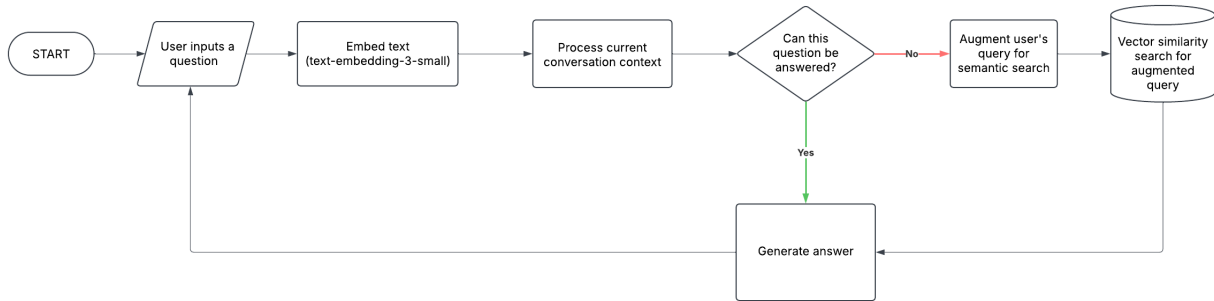 START
User inputs a
question
Embed text
(text-embedding-3-small)
Process current
conversation context
Can this
question be
answered?
No
Augment user's
query for
semantic search
Vector similarity
search for
augmented
query
Yes
Generate answer